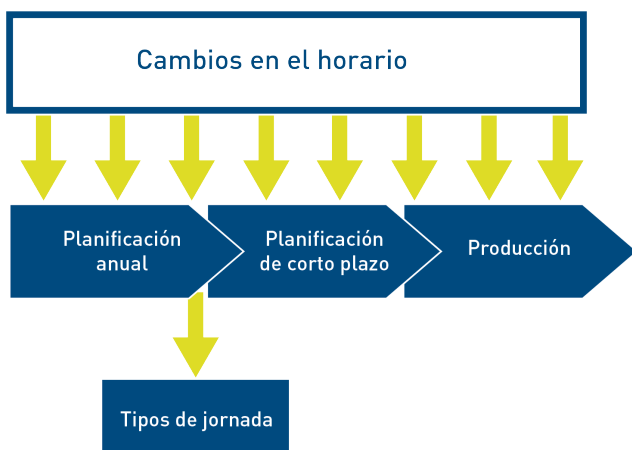 Cambios en el horario
Planificación
anual
Planificación
de corto plazo
Producción
Tipos de jornada